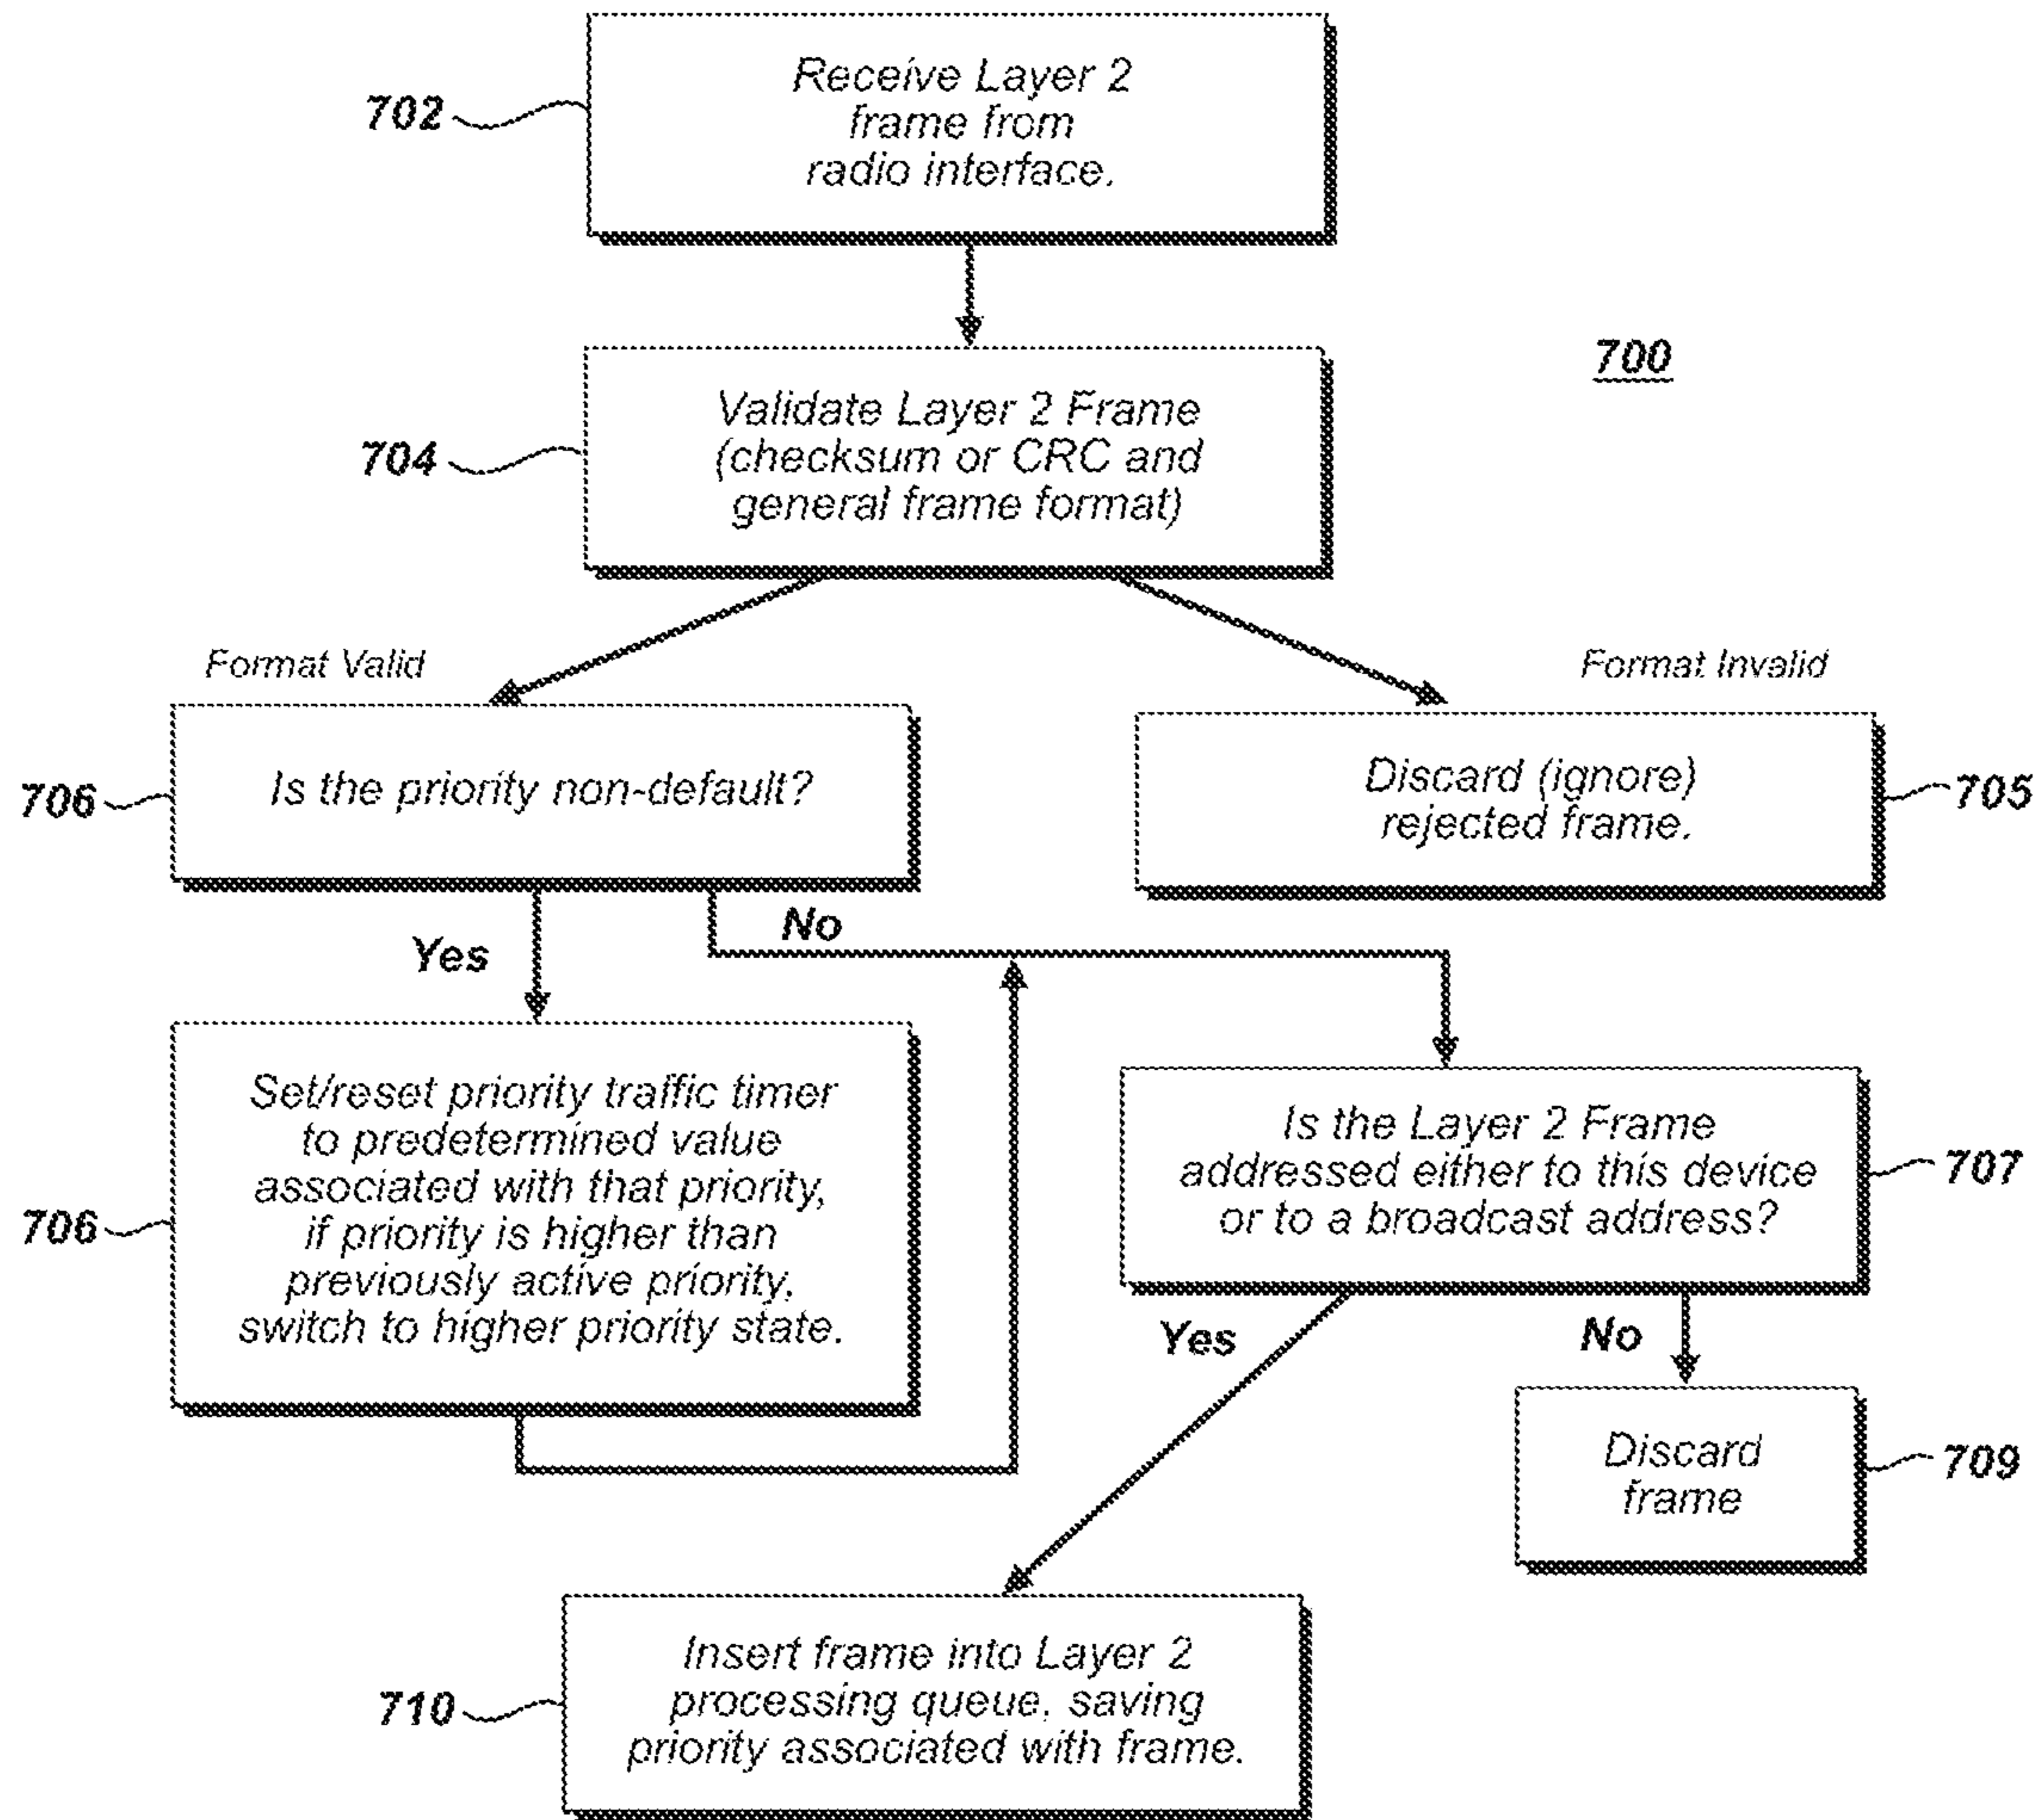 Receive Layer 2
frame from
radio interface.
702
700
Validate Layer 2 Frame
(checksum or CRC and
general frame format)
704
Format Valid
Format Invalid
Is the priority non-default?
706
Discard (ignore)
rejected frame.
705
Yes
No
Set/reset priority traffic timer
to predetermined value
associated with that priority,
if priority is higher than
previously active priority,
switch to higher priority state.
706
Is the Layer 2 Frame
addressed either to this device
or to a broadcast address?
707
Yes
No
Discard
frame
709
Insert frame into Layer 2
processing queue, saving
priority associated with frame.
710